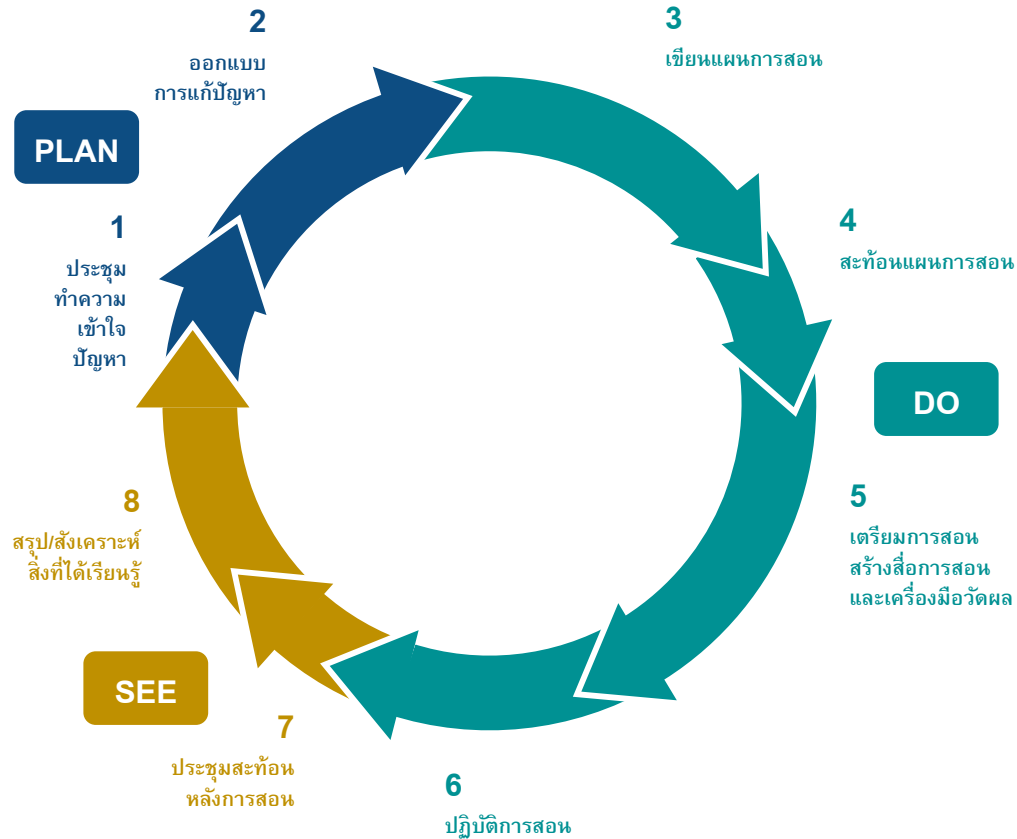 PLAN
1
ประชุม
ทำความ
เข้าใจ
ปัญหา
2
ออกแบบ
การแก้ปัญหา
3
เขียนแผนการสอน
4
สะท้อนแผนการสอน
DO
5
เตรียมการสอน
สร้างสื่อการสอน
และเครื่องมือวัดผล
6
ปฏิบัติการสอน
SEE
7
ประชุมสะท้อน
หลังการสอน
8
สรุป/สังเคราะห์
สิ่งที่ได้เรียนรู้